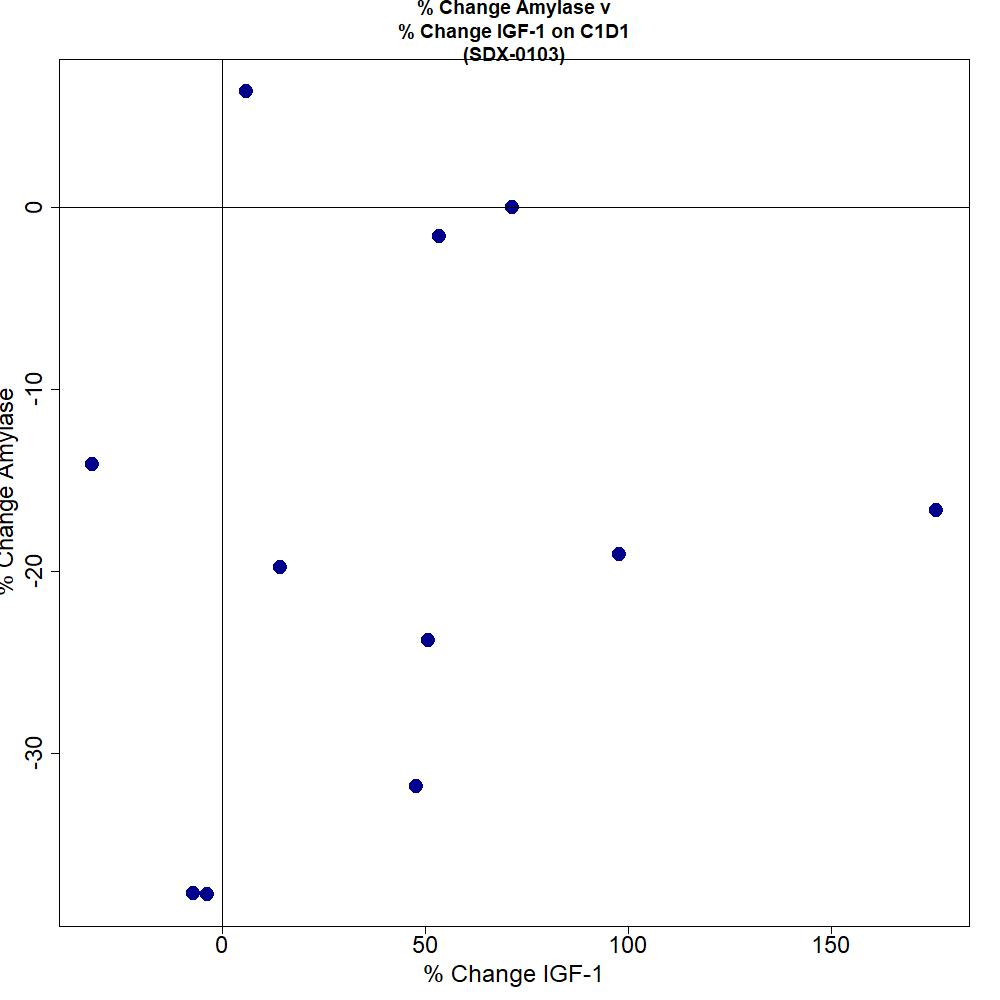 % Change Amylase v
% Change IGF-1 on C1D1
(SDX-0103)
0
-10
-20
-30
% Change Amylase
0 50 100 150
% Change IGF-1